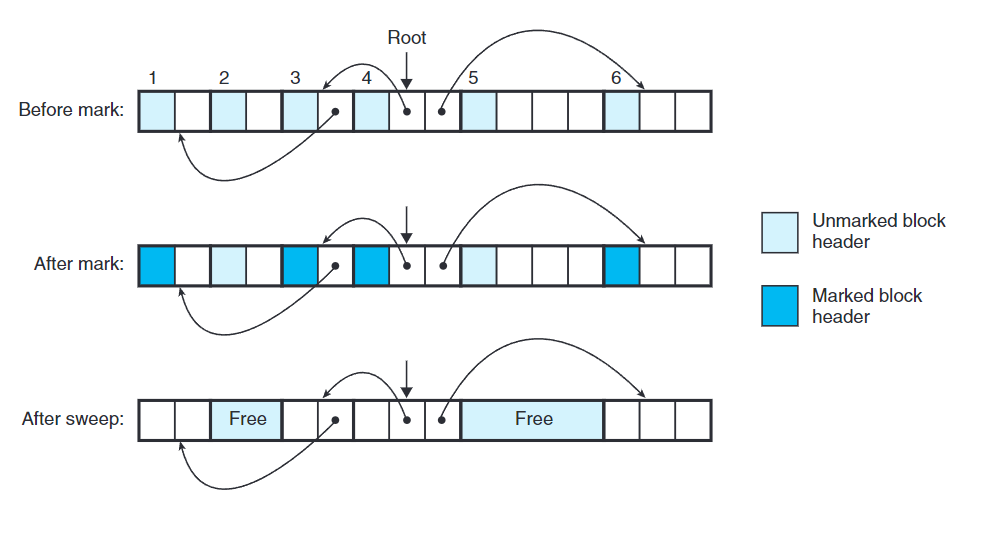 Root
1 2 3 4 5 6
Before mark:
After mark:
Unmarked block
header
Marked block
header
After sweep:
Free Free